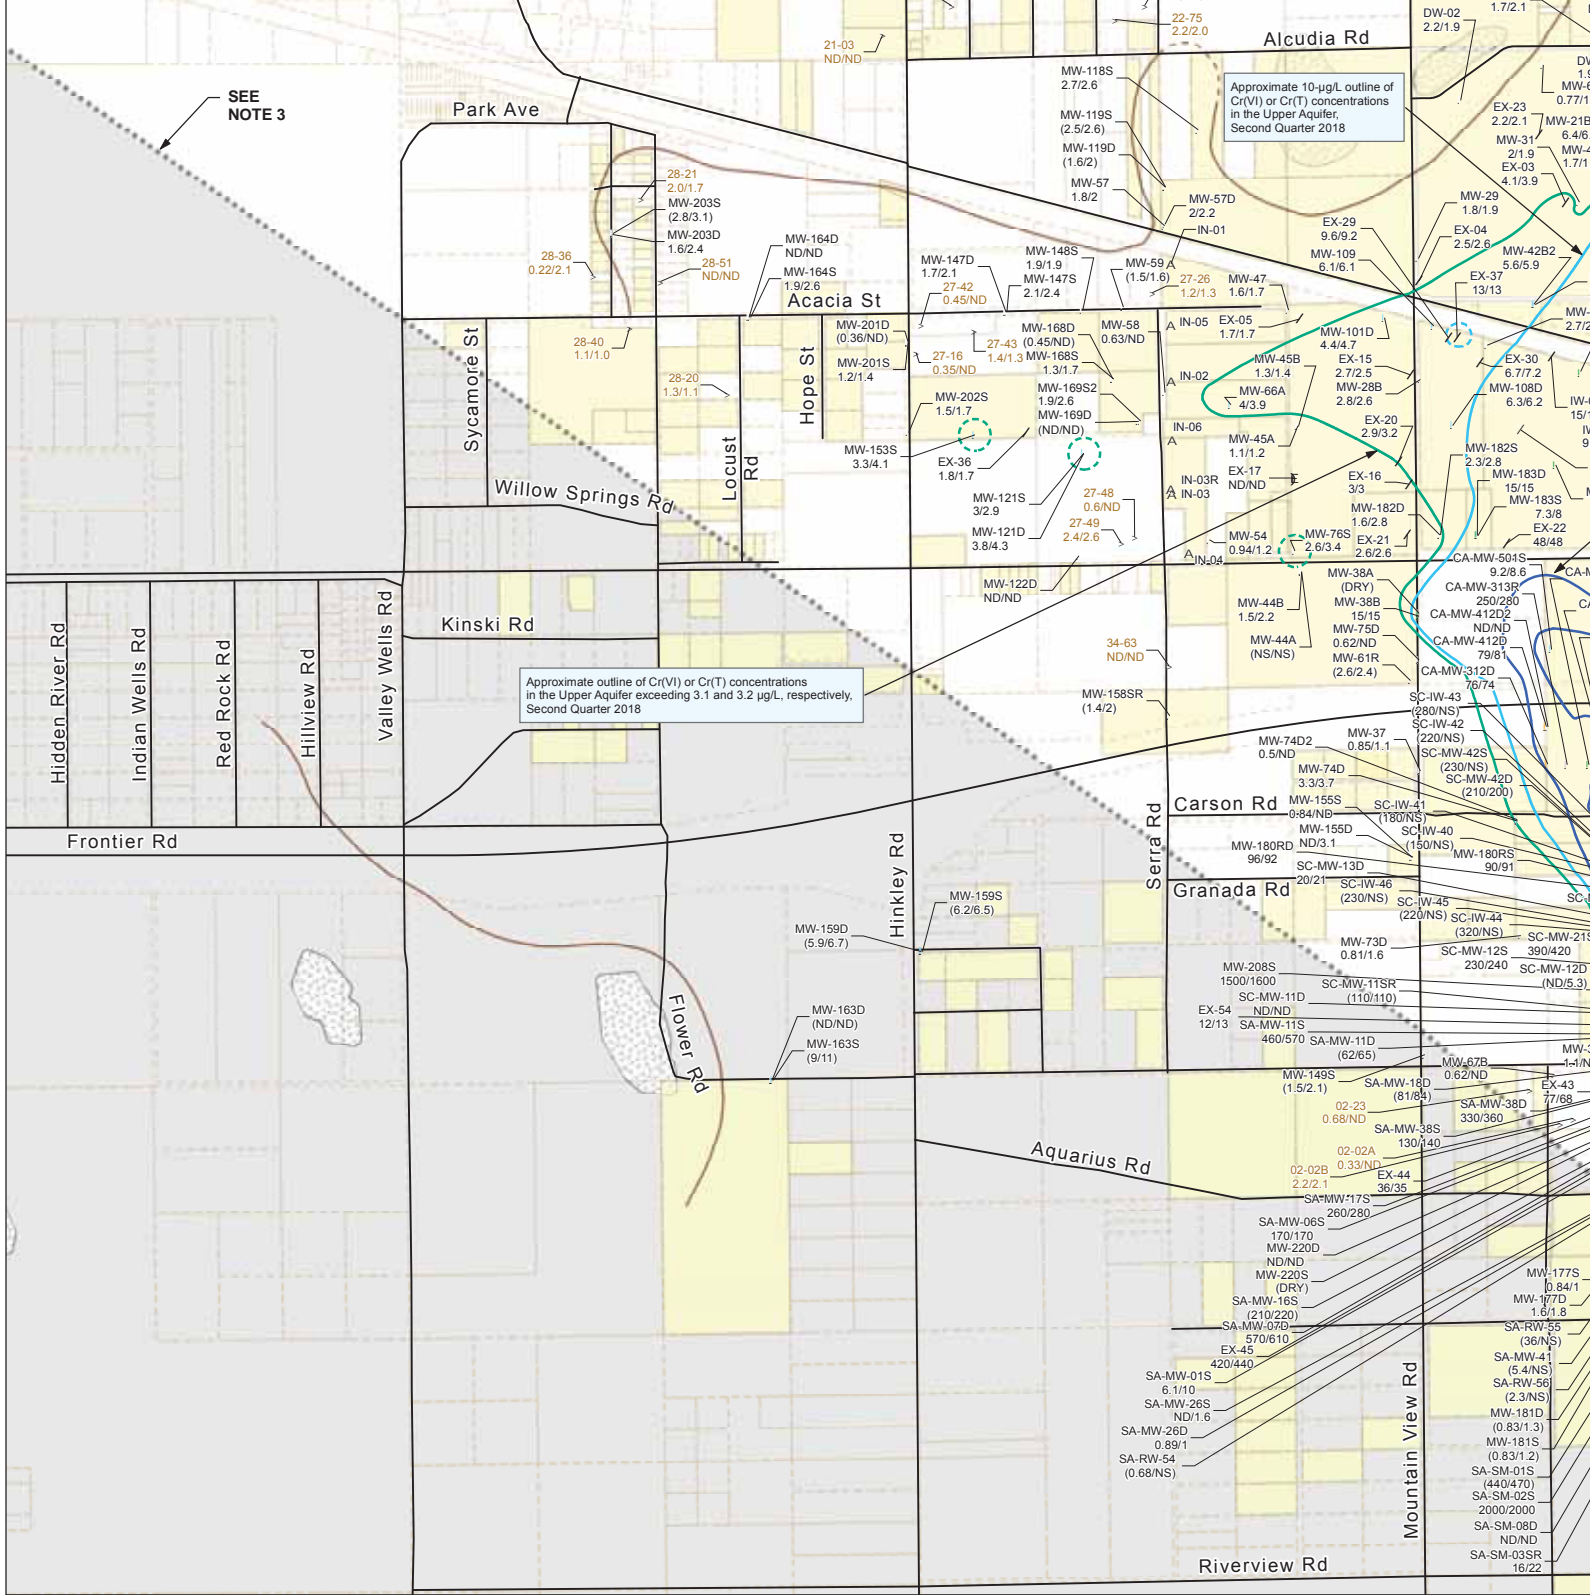 21-03
ND/ND
22-75
2.2/2.0
Alcudia Rd
DW-02
2.2/1.9
1.7/2.1
SEE
NOTE 3
Park Ave
MW-118S
2.7/2.6
Approximate 10-µg/L outline of
Cr(VI) or Cr(T) concentrations
in the Upper Aquifer,
Second Quarter 2018
MW-119S
(2.5/2.6)
MW-119D
(1.6/2)
MW-57
1.8/2
MW-57D
2/2.2
IN-01
EX-23
2.2/2.1
MW-21B
6.4/6.
MW-31
2/1.9
EX-03
4.1/3.9
0.77/1
1.7/1
MW-29
1.8/1.9
EX-04
2.5/2.6
EX-29
9.6/9.2
MW-109
6.1/6.1
MW-42B2
5.6/5.9
EX-37
13/13
28-21
2.0/1.7
MW-203S
(2.8/3.1)
MW-203D
1.6/2.4
28-36
0.22/2.1
28-51
ND/ND
MW-164D
ND/ND
MW-164S
1.9/2.6
Acacia St
MW-147D
1.7/2.1
27-42
0.45/ND
MW-148S
1.9/1.9
MW-147S
2.1/2.4
MW-59
(1.5/1.6)
27-26
1.2/1.3
MW-47
1.6/1.7
28-40
1.1/1.0
28-20
1.3/1.1
Sycamore St
Hope St
Locust
Rd
MW-201D
(0.36/ND)
MW-201S
1.2/1.4
27-16
0.35/ND
27-43
1.4/1.3
MW-168D
(0.45/ND)
MW-168S
1.3/1.7
MW-58
0.63/ND
IN-05
EX-05
1.7/1.7
MW-101D
4.4/4.7
MW-45B
1.3/1.4
EX-15
2.7/2.5
MW-28B
2.8/2.6
EX-30
6.7/7.2
MW-108D
6.3/6.2
IN-02
MW-66A
4/3.9
MW-169S2
1.9/2.6
MW-169D
(ND/ND)
MW-202S
1.5/1.7
IN-06
EX-20
2.9/3.2
MW-45A
1.1/1.2
MW-153S
3.3/4.1
EX-36
1.8/1.7
MW-182S
2.3/2.8
MW-183D
15/15
MW-183S
7.3/8
EX-22
48/48
IN-03R
IN-03
EX-17
ND/ND
EX-16
3/3
MW-182D
1.6/2.8
MW-121S
3/2.9
MW-121D
3.8/4.3
27-48
0.6/ND
27-49
2.4/2.6
MW-54
0.94/1.2
MW-76S
2.6/3.4
EX-21
2.6/2.6
IN-04
Willow Springs Rd
MW-122D
ND/ND
MW-44B
1.5/2.2
MW-44A
(NS/NS)
MW-38A
(DRY)
MW-38B
15/15
MW-75D
0.62/ND
MW-61R
(2.6/2.4)
CA-MW-501S
9.2/8.6
CA-MW-313R
250/280
CA-MW-412D2
ND/ND
CA-MW-412D
79/81
CA-MW-312D
76/74
Kinski Rd
Hidden River Rd
Indian Wells Rd
Red Rock Rd
Hillview Rd
Valley Wells Rd
34-63
ND/ND
MW-158SR
(1.4/2)
Approximate outline of Cr(VI) or Cr(T) concentrations
in the Upper Aquifer exceeding 3.1 and 3.2 µg/L, respectively,
Second Quarter 2018
SC-IW-43
(280/NS)
SC-IW-42
(220/NS)
SC-MW-42S
(230/NS)
SC-MW-42D
(210/200)
MW-74D2
0.5/ND
MW-37
0.85/1.1
MW-74D
3.3/3.7
Carson Rd
MW-155S
0.84/ND
SC-IW-41
(180/NS)
MW-155D
ND/3.1
SC-IW-40
(150/NS)
MW-180RD
96/92
MW-180RS
90/91
SC-MW-13D
20/21
Serra Rd
Frontier Rd
Granada Rd
SC-IW-46
(230/NS)
SC-IW-45
(220/NS)
SC-IW-44
(320/NS)
Hinkley Rd
MW-159S
(6.2/6.5)
MW-159D
(5.9/6.7)
MW-73D
0.81/1.6
SC-MW-21S
390/420
SC-MW-12S
230/240
SC-MW-12D
(ND/5.3)
MW-208S
1500/1600
SC-MW-11SR
(110/110)
SC-MW-11D
ND/ND
EX-54
12/13
SA-MW-11S
460/570
SA-MW-11D
(62/65)
MW-163D
(ND/ND)
MW-163S
(9/11)
Flower Rd
MW-67B
0.62/ND
MW-149S
(1.5/2.1)
SA-MW-18D
(81/84)
EX-43
77/68
02-23
0.68/ND
SA-MW-38D
330/360
SA-MW-38S
130/140
Aquarius Rd
02-02A
0.33/ND
02-02B
2.2/2.1
EX-44
36/35
SA-MW-17S
260/280
SA-MW-06S
170/170
MW-220D
ND/ND
MW-220S
(DRY)
SA-MW-16S
(210/220)
SA-MW-07D
570/610
EX-45
420/440
SA-MW-01S
6.1/10
SA-MW-26S
ND/1.6
SA-MW-26D
0.89/1
SA-RW-54
(0.68/NS)
MW-177S
0.84/1
MW-177D
1.6/1.8
SA-RW-55
(36/NS)
SA-MW-41
(5.4/NS)
SA-RW-56
(2.3/NS)
MW-181D
(0.83/1.3)
MW-181S
(0.83/1.2)
SA-SM-01S
(440/470)
SA-SM-02S
2000/2000
SA-SM-08D
ND/ND
SA-SM-03SR
16/22
Mountain View Rd
Riverview Rd